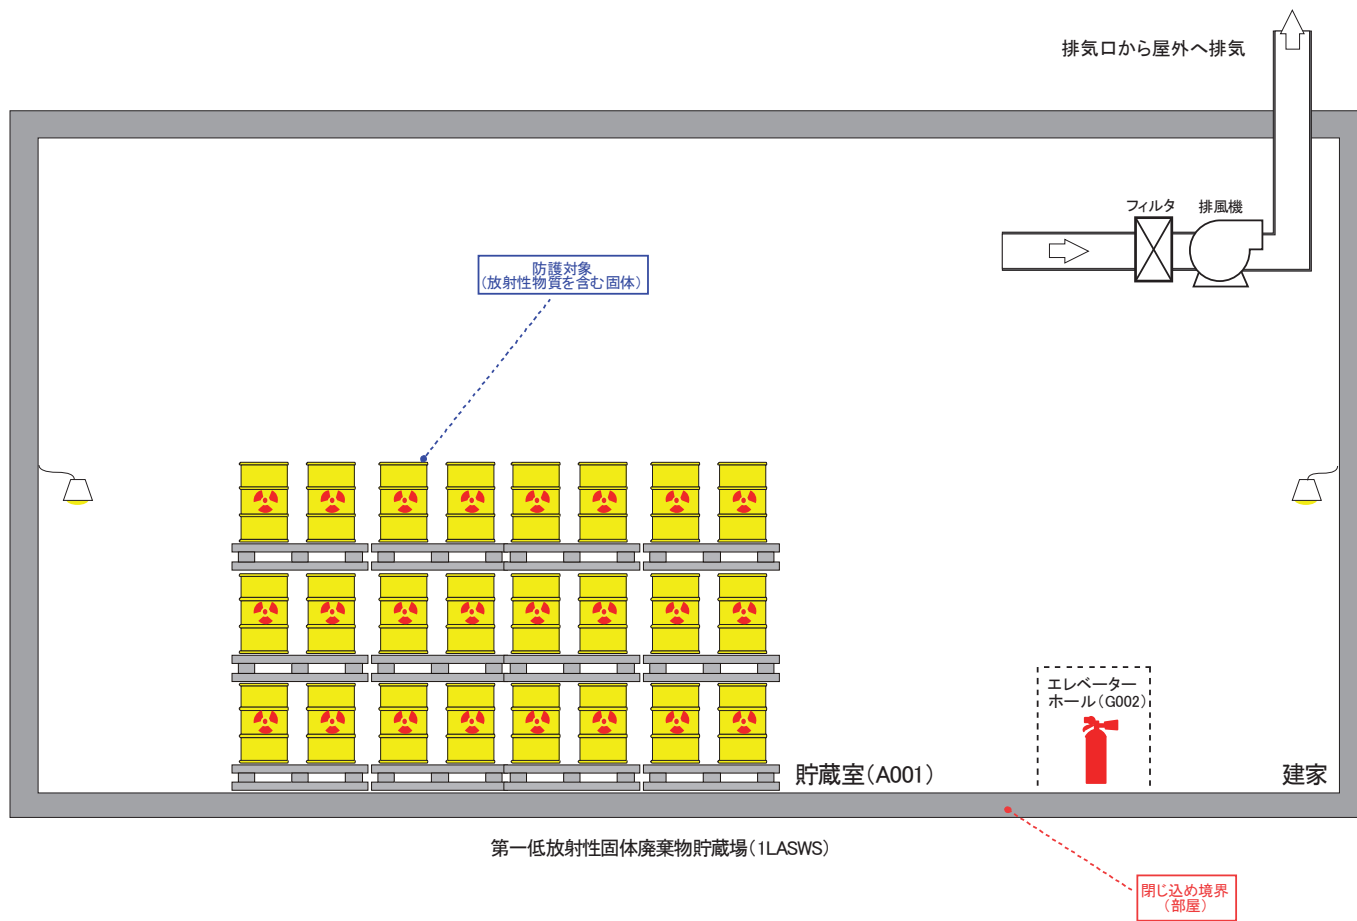 排気口から屋外へ排気
フィルタ
排風機
防護対象
(放射性物質を含む固体)
エレベーター
ホール(G002)
貯蔵室(A001)
建家
第一低放射性固体廃棄物貯蔵場(1LASWS)
閉じ込め境界
(部屋)